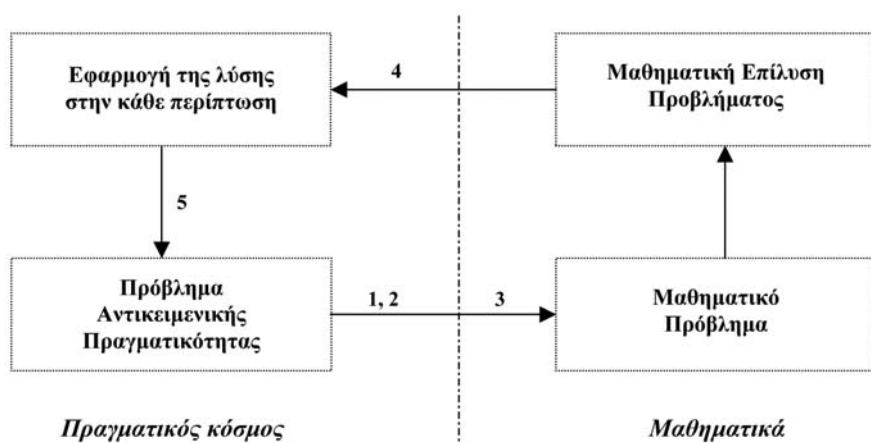 Εφαρμογή της λύσης
στην κάθε περίπτωση
4
Μαθηματική Επίλυση
Προβλήματος
5
Πρόβλημα
Αντικειμενικής
Πραγματικότητας
1, 2
3
Μαθηματικό
Πρόβλημα
Πραγματικός κόσμος
Μαθηματικά